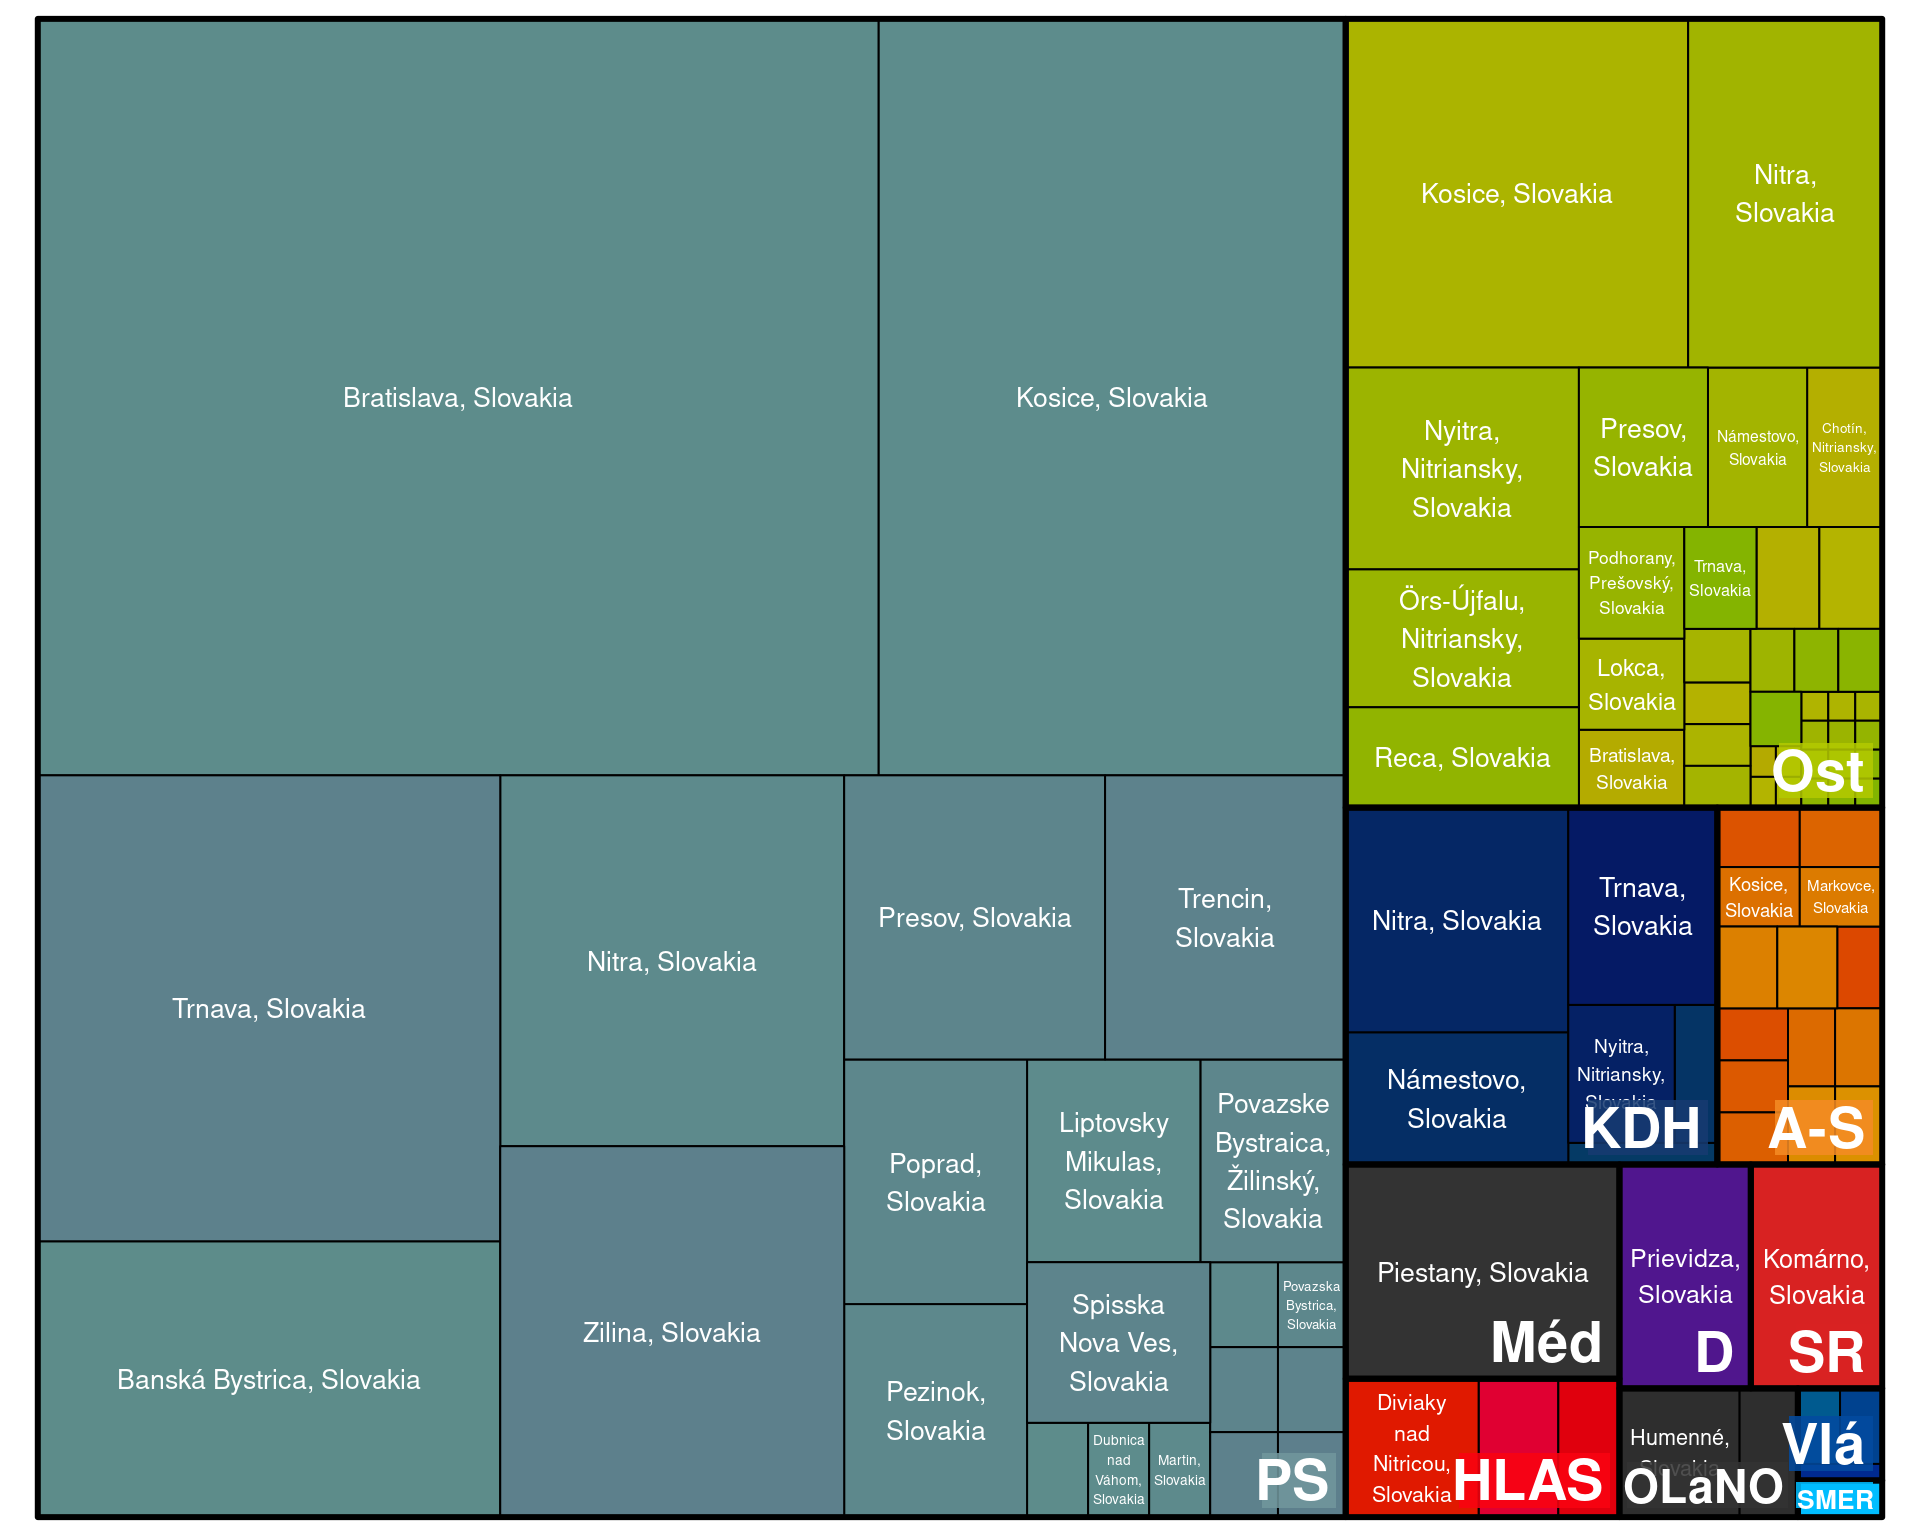 Bratislava, Slovakia
Kosice, Slovakia
Trnava, Slovakia
Nitra, Slovakia
Presov, Slovakia
Trencin,
Slovakia
Banská Bystrica, Slovakia
Zilina, Slovakia
Poprad,
Slovakia
Liptovsky
Mikulas,
Slovakia
Povazske
Bystraica,
Žilinský,
Slovakia
Pezinok,
Slovakia
Spisska
Nova Ves,
Slovakia
Povazska
Bystrica,
Slovakia
Dubnica
nad
Váhom,
Slovakia
Martin,
Slovakia
PS
Kosice, Slovakia
Nitra,
Slovakia
Nyitra,
Nitriansky,
Slovakia
Presov,
Slovakia
Námestovo,
Slovakia
Chotín,
Nitriansky,
Slovakia
Örs-Újfalu,
Nitriansky,
Slovakia
Podhorany,
Prešovský,
Slovakia
Trnava,
Slovakia
Lokca,
Slovakia
Reca, Slovakia
Bratislava,
Slovakia
Ost
Nitra, Slovakia
Trnava,
Slovakia
Námestovo,
Slovakia
Nyitra,
Nitriansky,
Slovakia
KDH
Kosice,
Slovakia
Markovce,
Slovakia
A-S
Piestany, Slovakia
Méd
Prievidza,
Slovakia
D
Komárno,
Slovakia
SR
Diviaky
nad
Nitricou,
Slovakia
HLAS
Humenné,
Slovakia
OLaNO
Vlá
SMER